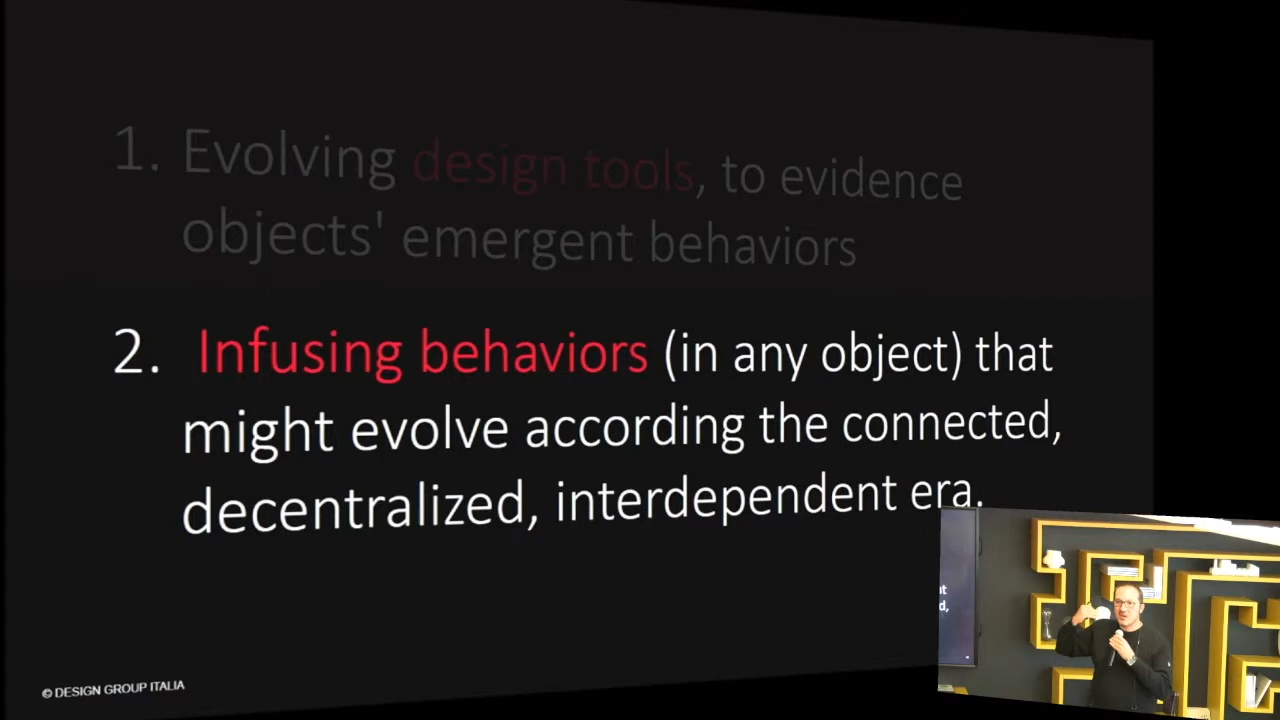 1. Evolving design tools, to evidence
objects' emergent behaviors
2. Infusing behaviors (in any object) that
might evolve according the connected,
decentralized, interdependent era.
© DESIGN GROUP ITALIA